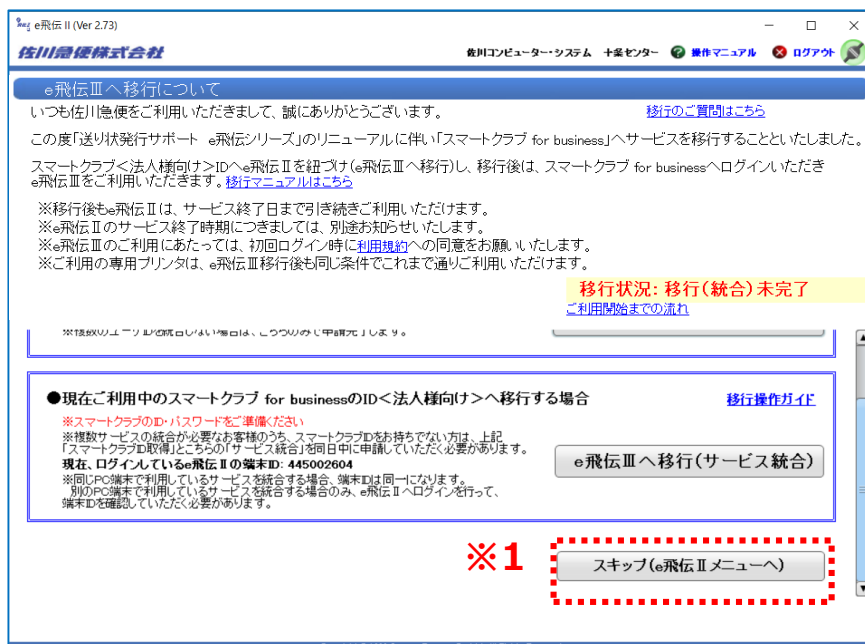 e飛伝Ⅱ (Ver 2.73)
佐川急便株式会社
佐川コンピューター・システム 十条センター
操作マニュアル
ログアウト
e飛伝Ⅲへ移行について
いつも佐川急便をご利用いただきまして、誠にありがとうございます。
移行のご質問はこちら
この度「送り状発行サポート e飛伝シリーズ」のリニューアルに伴い「スマートクラブ for business」へサービスを移行することといたしました。
スマートクラブ＜法人様向け＞IDへe飛伝Ⅱを紐づけ(e飛伝Ⅲへ移行)し、移行後は、スマートクラブ for businessへログインいただき
e飛伝Ⅲをご利用いただきます。移行マニュアルはこちら
※移行後もe飛伝Ⅱは、サービス終了日まで引き続きご利用いただけます。
※e飛伝Ⅱのサービス終了時期につきましては、別途お知らせいたします。
※e飛伝Ⅲのご利用にあたっては、初回ログイン時に利用規約への同意をお願いいたします。
※ご利用の専用プリンタは、e飛伝Ⅲ移行後も同じ条件でこれまで通りご利用いただけます。
移行状況: 移行(統合)未完了
ご利用開始までの流れ
※複数のユーザIDを統合しない場合は、こちらのみで申請完了します。
●現在ご利用中のスマートクラブ for businessのID＜法人様向け＞へ移行する場合
移行操作ガイド
※スマートクラブのID・パスワードをご準備ください
※複数サービスの統合が必要なお客様のうち、スマートクラブIDをお持ちでない方は、上記
「スマートクラブID取得」とこちらの「サービス統合」を同日中に申請していただく必要があります。
現在、ログインしているe飛伝Ⅱの端末ID: 445002604
※同じPC端末で利用しているサービスを統合する場合、端末IDは同一になります。
別のPC端末で利用しているサービスを統合する場合のみ、e飛伝Ⅱへログインを行って、
端末IDを確認していただく必要があります。
e飛伝Ⅲへ移行(サービス統合)
※1
スキップ(e飛伝Ⅱメニューへ)